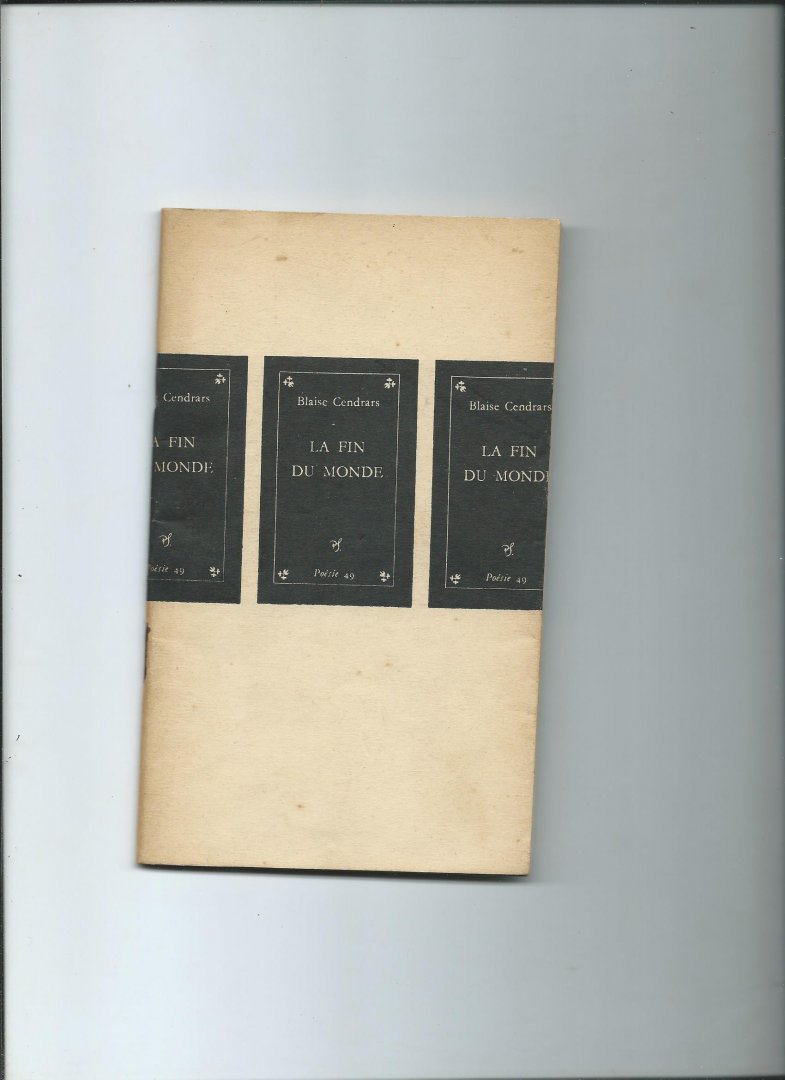 Cendrars
FIN
MONDE
Poésie 49
Blaise Cendrars
LA FIN
DU MONDE
Poésie 49
Blaise Cendrars
LA FIN
DU MOND
Poésie 49